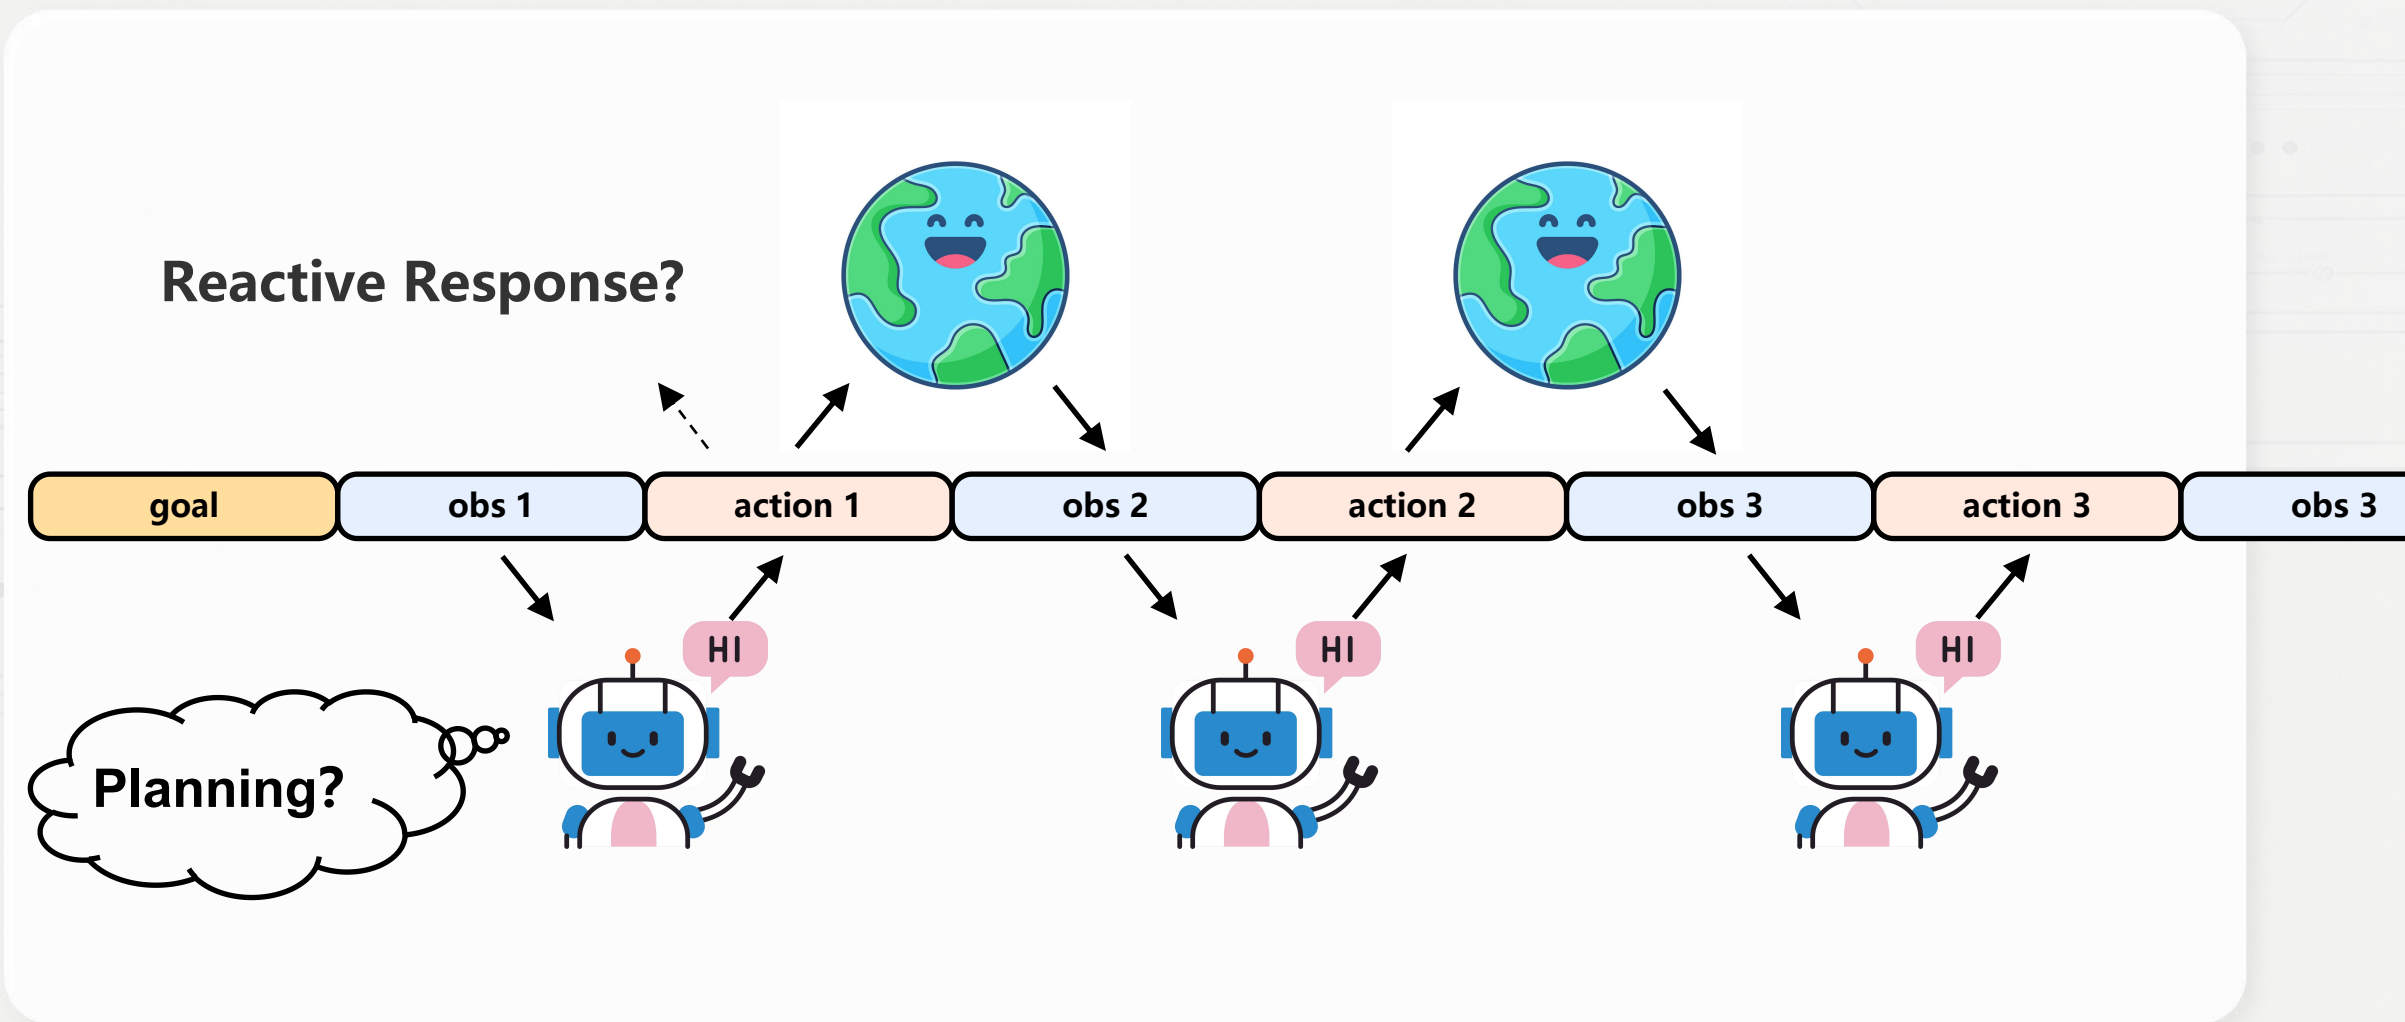 Reactive Response?
goal
obs 1
action 1
obs 2
action 2
obs 3
action 3
obs 3
HI
HI
HI
Planning?